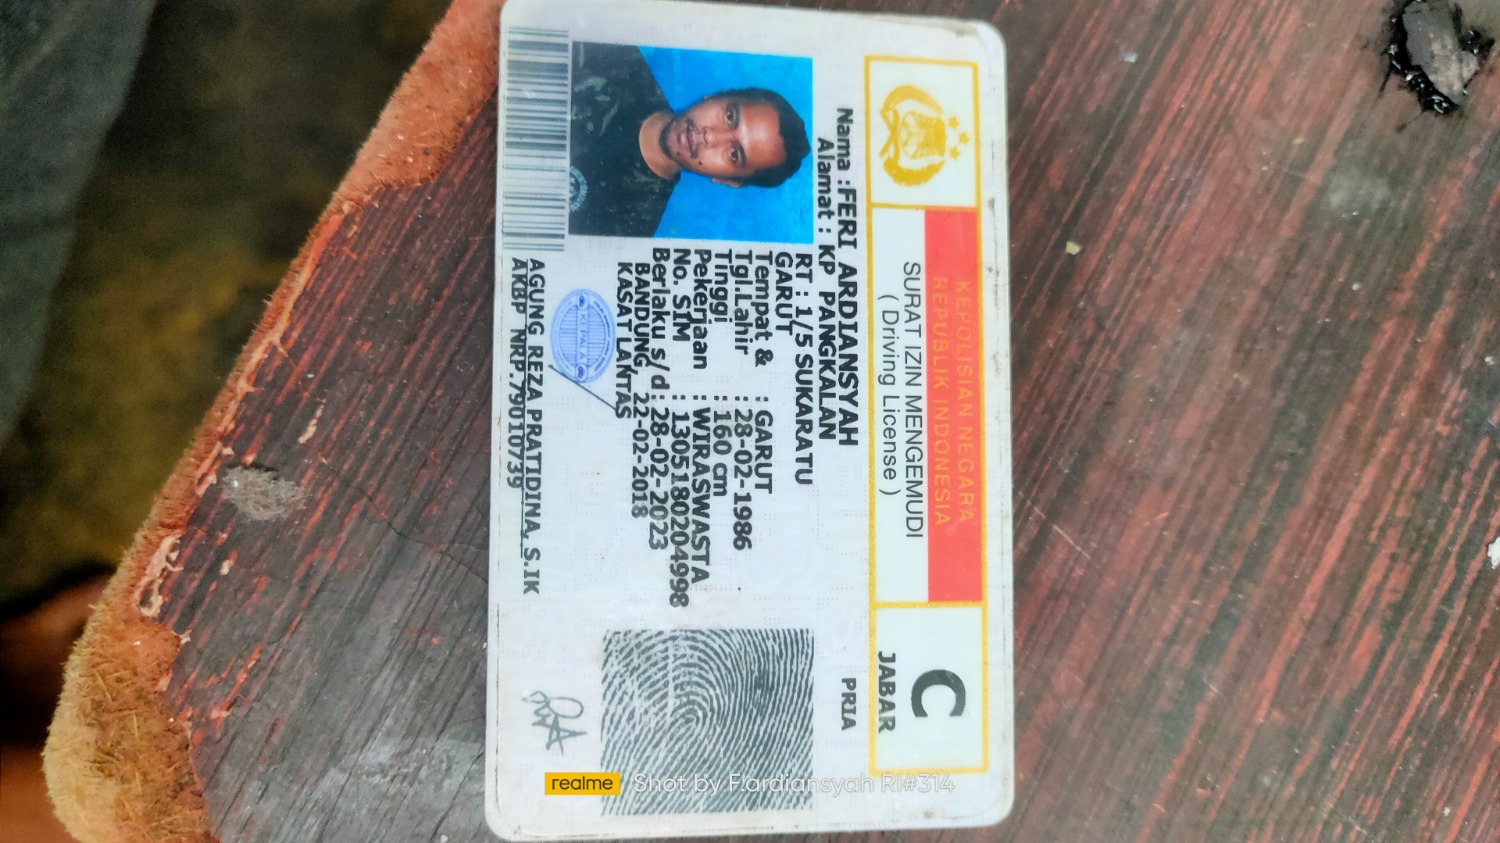 KEPOLISIAN NEGARA
REPUBLIK INDONESIA
SURAT IZIN MENGEMUDI
( Driving License )
C
JABAR
Nama :FERI ARDIANSYAH
PRIA
Alamat : KP PANGKALAN
RT : 1/5 SUKARATU
GARUT
Tempat & : GARUT
Tgl.Lahir : 28-02-1986
Tinggi : 160 cm
Pekerjaan : WIRASWASTA
No. SIM : 1305180204998
Berlaku s/d : 28-02-2023
BANDUNG, 22-02-2018
KASAT LANTAS
KEPALA
AGUNG REZA PRATIDINA, S.IK
AKBP NRP.79010739
realme Shot by F.ardiansyah RI#314